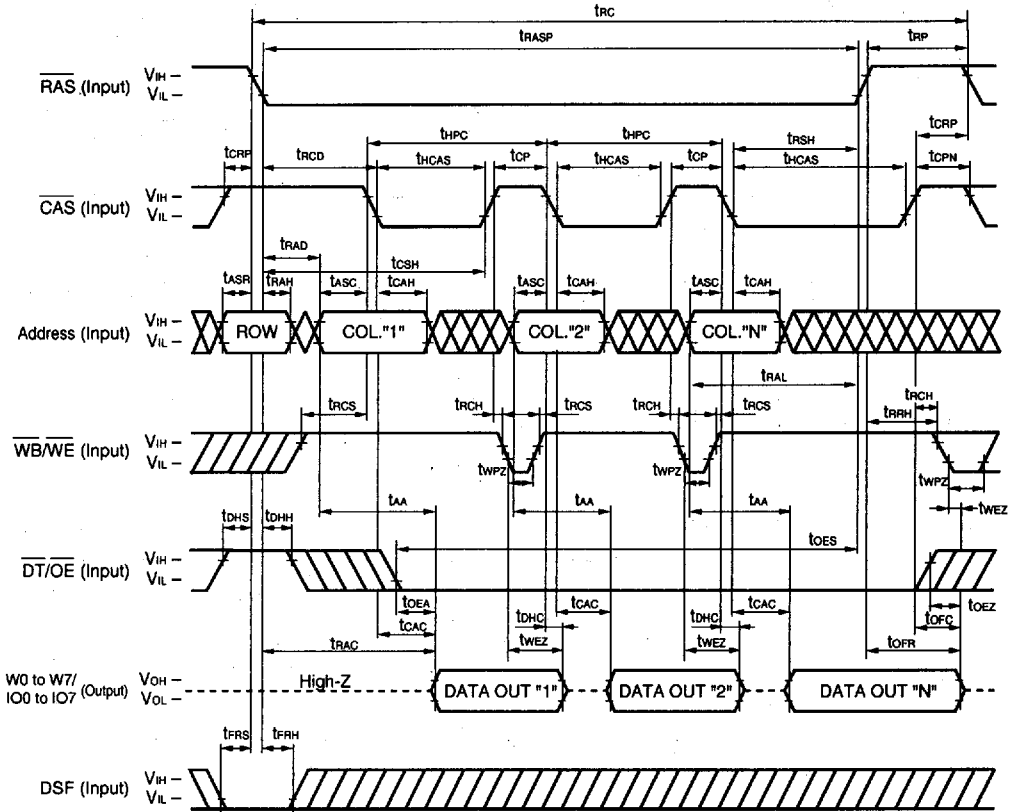 tRC
tRASP tRP
RAS (Input) VIH – VIL –
tCRP
tHPC tHPC tRSH
tCRP tRCD tHCAS tCP tHCAS tCP tHCAS tCPN
CAS (Input) VIH – VIL –
tRAD
tCSH
tASR tRAH tASC tCAH tASC tCAH tASC tCAH
Address (Input) VIH – VIL – ROW COL."1" COL."2" COL."N"
tRAL
tRCS tRCH tRCS tRCH tRCS tRCH
tRRH
WB/WE (Input) VIH – VIL –
tWPZ tWPZ tWPZ
tAA tAA tAA tWEZ
tDHS tDHH
tOES
DT/OE (Input) VIH – VIL –
tOEA tOEZ
tCAC tDHC tCAC tDHC tCAC tOFC
tRAC tWEZ tWEZ tOFR
W0 to W7/
IO0 to IO7 (Output) VOH – VOL – High-Z DATA OUT "1" DATA OUT "2" DATA OUT "N"
tFRS tFRH
DSF (Input) VIH – VIL –